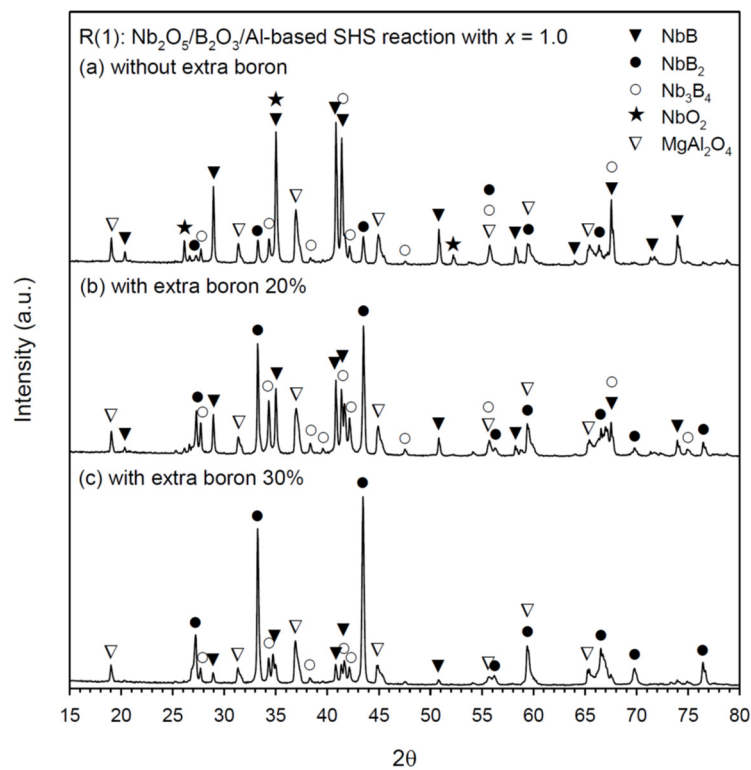 R(1): Nb₂O₅/B₂O₃/Al-based SHS reaction with x = 1.0
(a) without extra boron
NbB
NbB₂
Nb₃B₄
NbO₂
MgAl₂O₄
(b) with extra boron 20%
(c) with extra boron 30%
Intensity (a.u.)
15 20 25 30 35 40 45 50 55 60 65 70 75 80
2θ